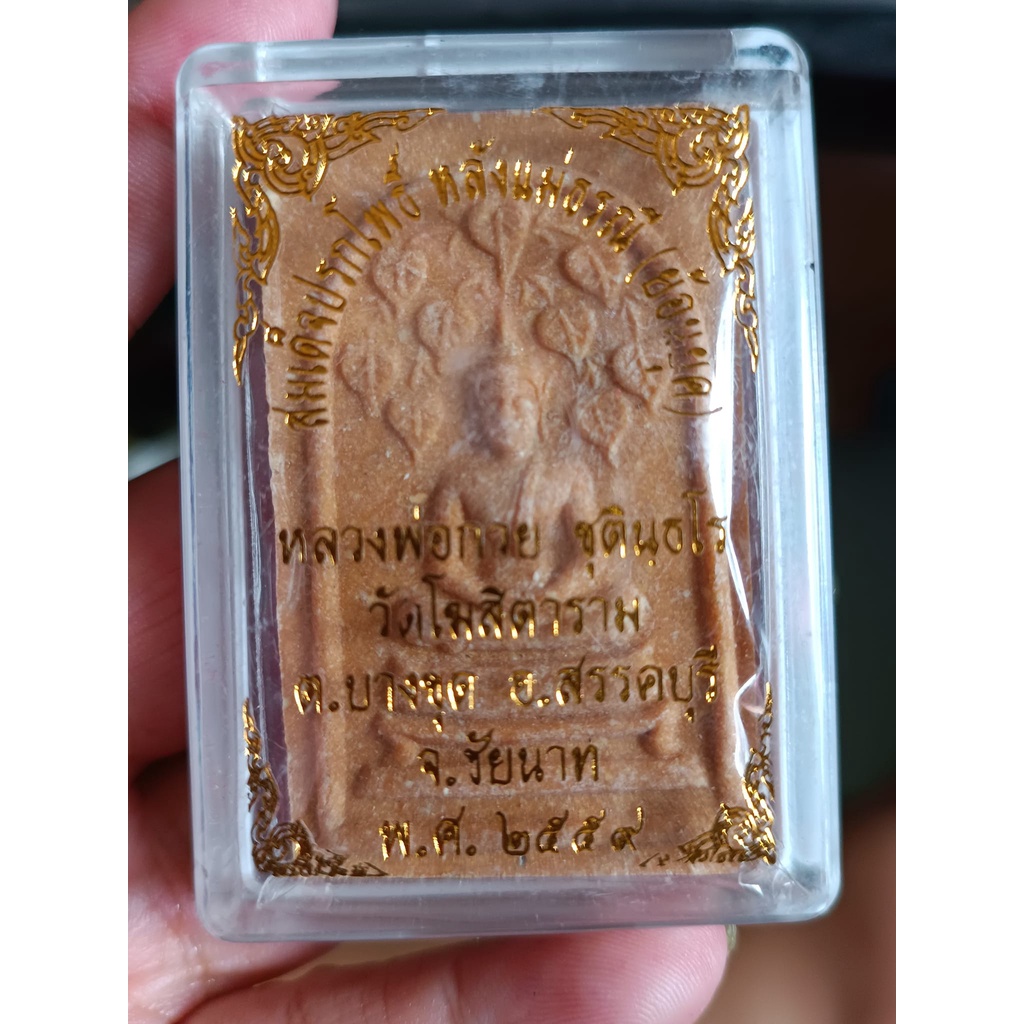 สมเด็จปรกโพธิ์ หลังแม่ธรณี (ย้อนยุค)
หลวงพ่อกวย ชุตินฺธโร
วัดโฆสิตาราม
ต.บางขุด อ.สรรคบุรี
จ.ชัยนาท
พ.ศ. ๒๕๕๙